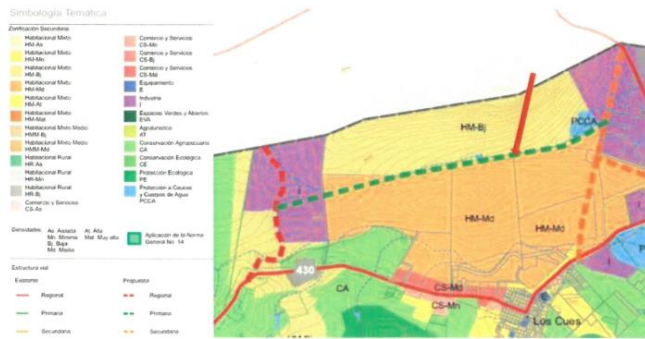 Simbología Temática
Zonificación Secundaria
Habitacional Mixto
HM-As
Habitacional Mixto
HM-Mn
Habitacional Mixto
HM-Bj
Habitacional Mixto
HM-Md
Habitacional Mixto
HM-At
Habitacional Mixto
HM-Mat
Habitacional Mixto Medio
HMM-Bj
Habitacional Mixto Medio
HMM-Md
Habitacional Rural
HR-As
Habitacional Rural
HR-Mn
Habitacional Rural
HR-Bj
Comercio y Servicios
CS-As
Comercio y Servicios
CS-Mn
Comercio y Servicios
CS-Bj
Comercio y Servicios
CS-Md
Equipamiento
E
Industria
I
Espacios Verdes y Abiertos
EVA
Agroturístico
AT
Conservación Agropecuaria
CA
Conservación Ecológica
CE
Protección Ecológica
PE
Protección a Cauces
y Cuerpos de Agua
PCCA
Densidades: As. Aislada At. Alta
Mn. Mínima Mat. Muy alta
Bj. Baja
Md. Media
Aplicación de la Norma
General No. 14
Estructura vial
Existente Propuesta
Regional Regional
Primaria Primaria
Secundaria Secundaria
PCCA
HM-Bj
I
HM-Md
HM-Md
I
430
CA
CS-Md
CS-Mn
I
P
E
Los Cues